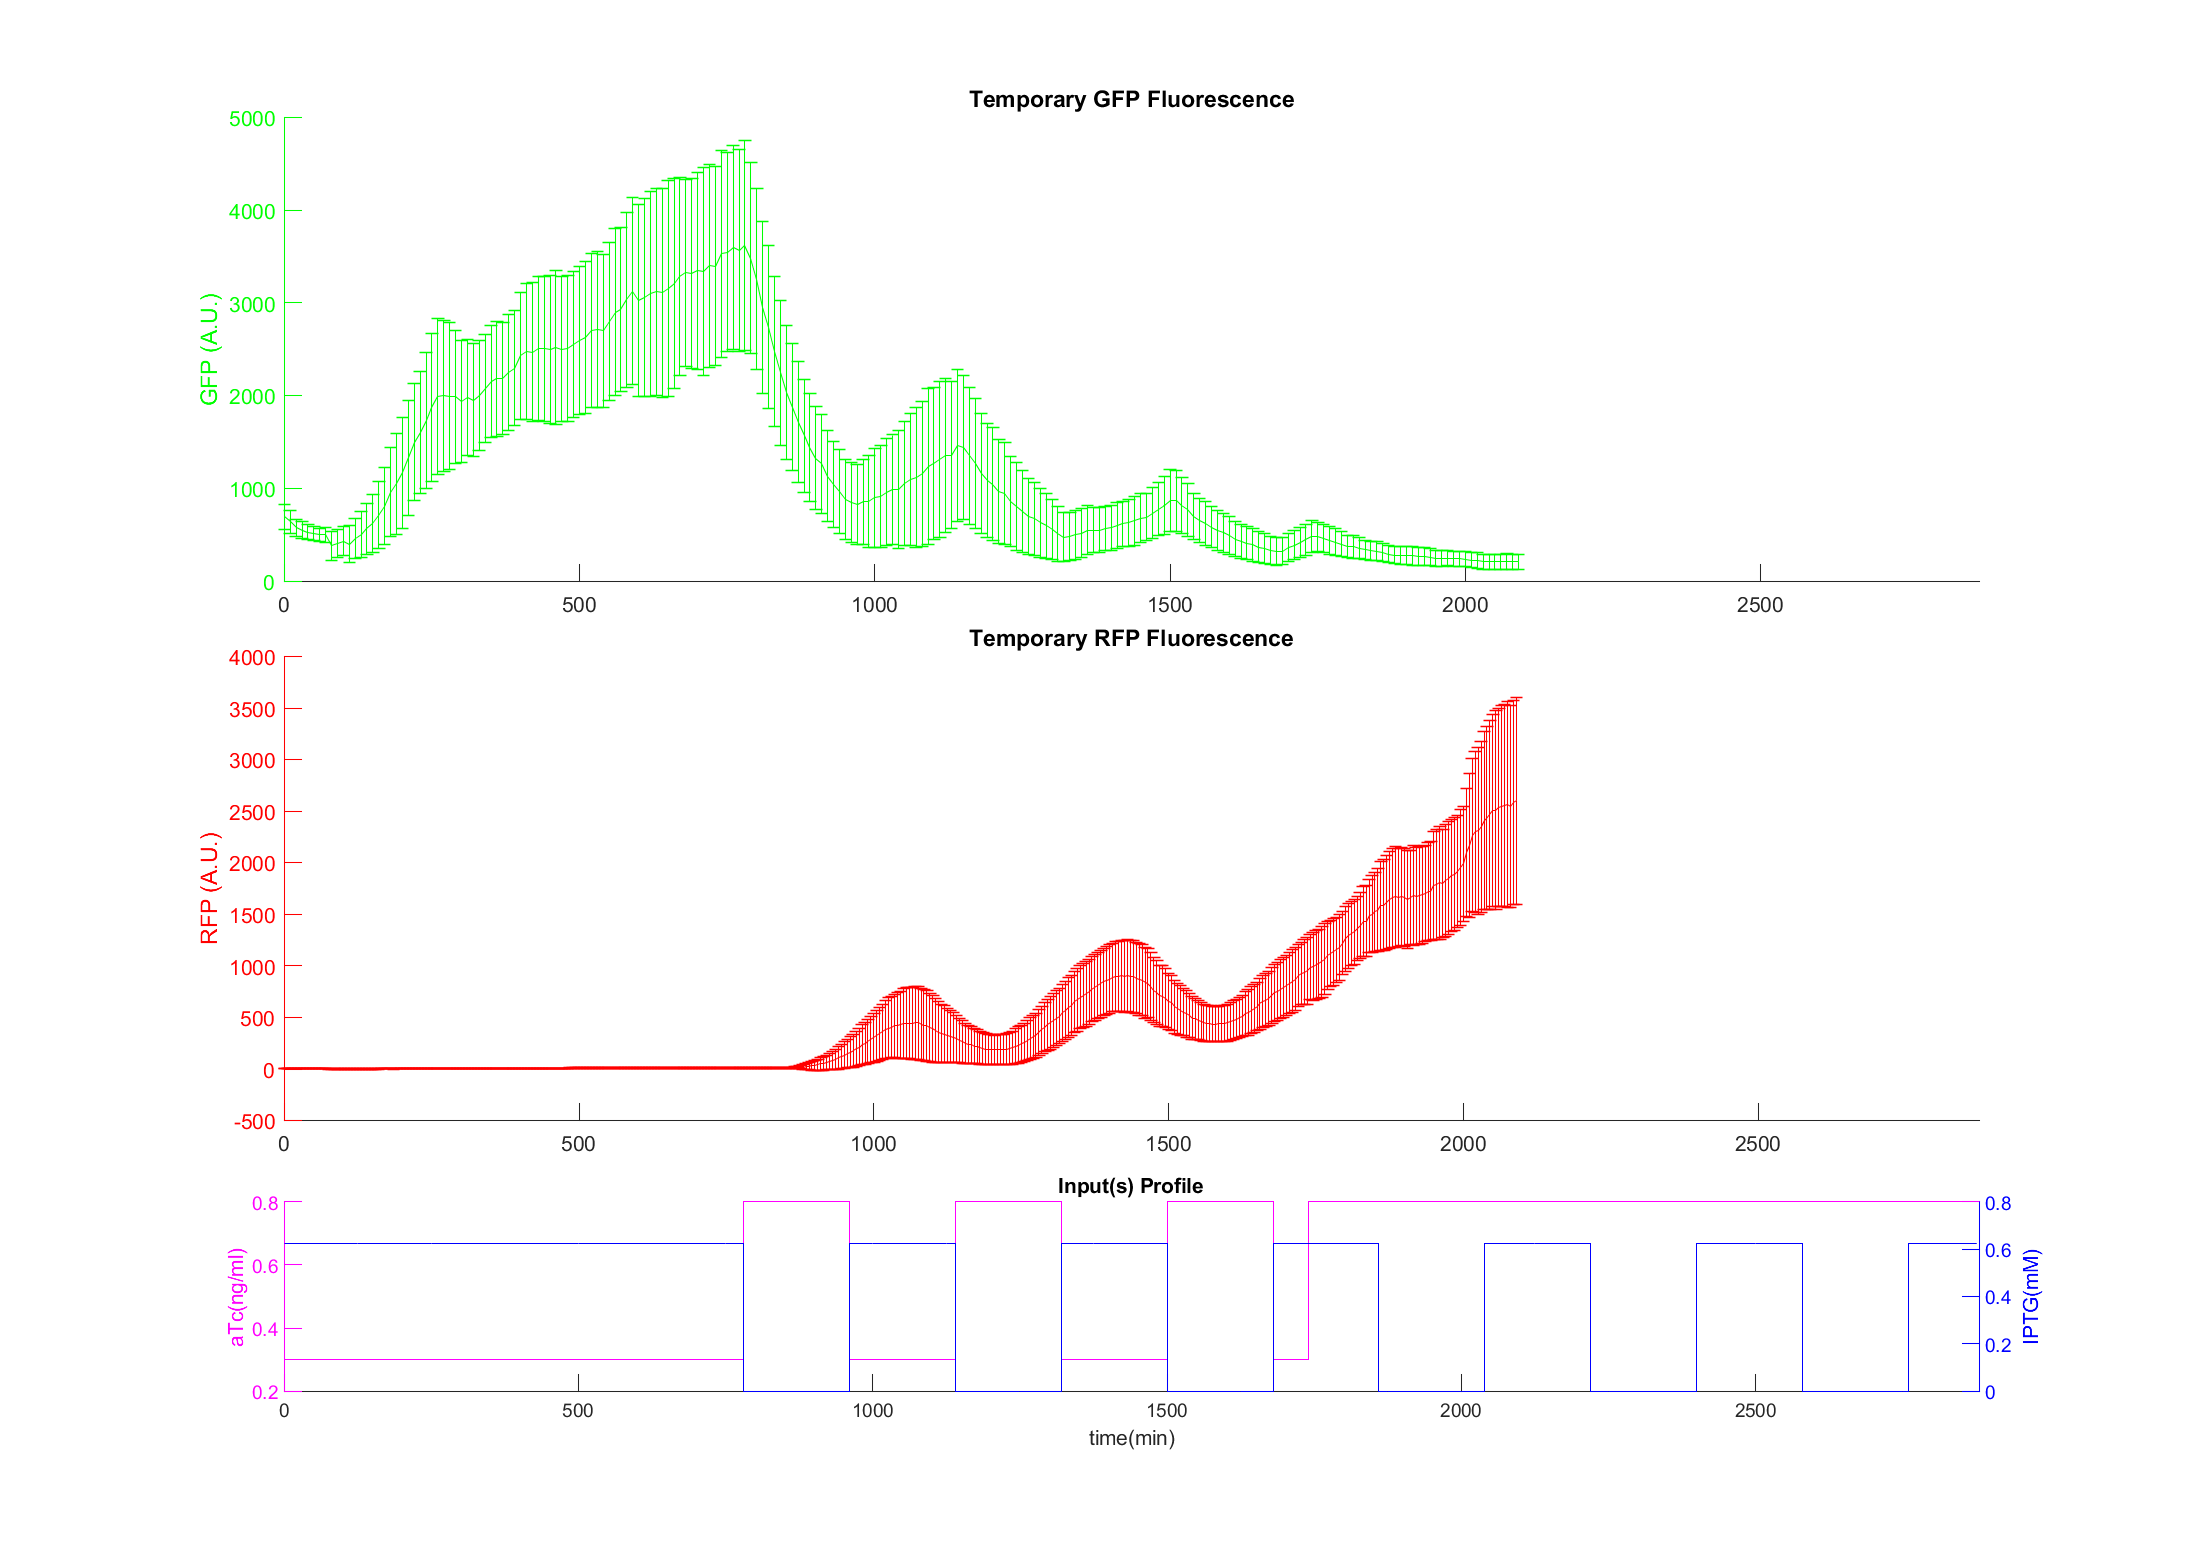 Temporary GFP Fluorescence
5000
4000
3000
2000
1000
0
GFP (A.U.)
0 500 1000 1500 2000 2500
Temporary RFP Fluorescence
4000
3500
3000
2500
2000
1500
1000
500
0
-500
RFP (A.U.)
0 500 1000 1500 2000 2500
Input(s) Profile
0.8
0.6
0.4
0.2
aTc(ng/ml)
0.8
0.6
0.4
0.2
0
IPTG(mM)
0 500 1000 1500 2000 2500
time(min)